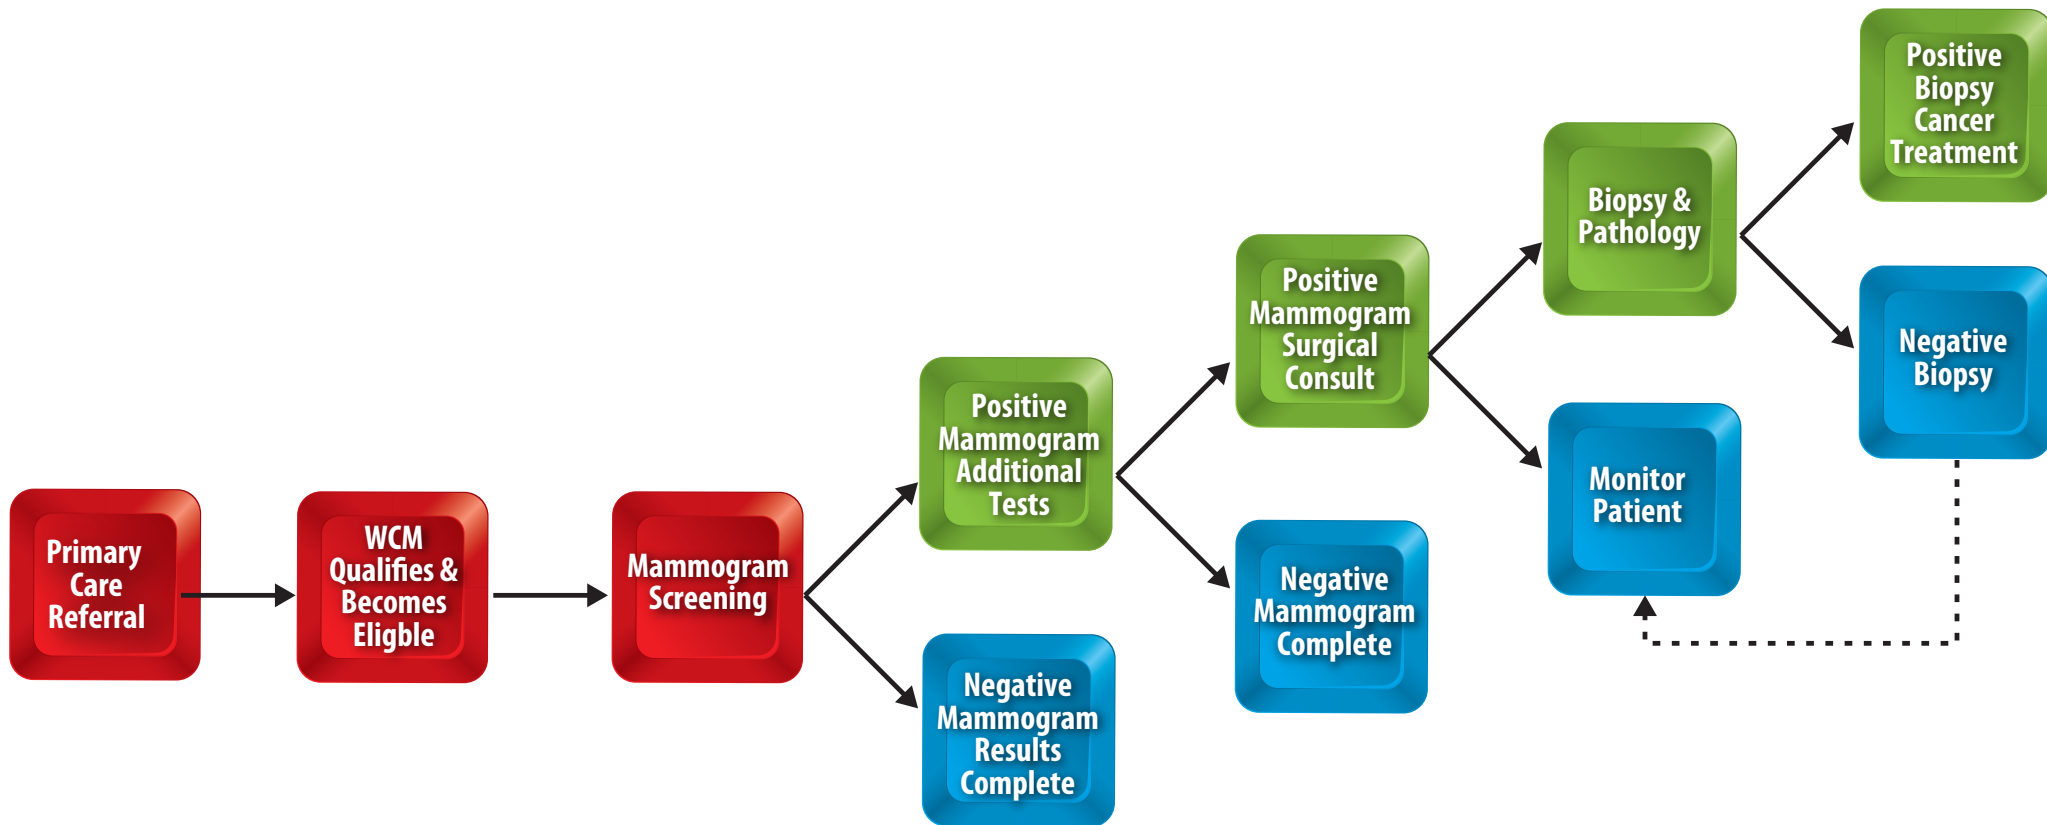 Primary
Care
Referral
WCM
Qualifies &
Becomes
Eligble
Mammogram
Screening
Positive
Mammogram
Additional
Tests
Negative
Mammogram
Results
Complete
Positive
Mammogram
Surgical
Consult
Negative
Mammogram
Complete
Biopsy &
Pathology
Monitor
Patient
Positive
Biopsy
Cancer
Treatment
Negative
Biopsy